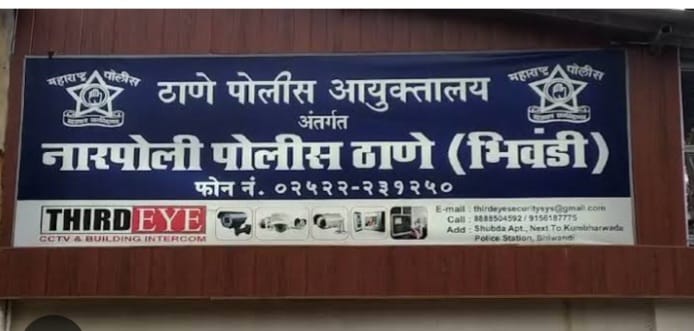 महाराष्ट्र पोलीस
ठाणे पोलीस आयुक्तालय
महाराष्ट्र पोलीस
अंतर्गत
नारपोली पोलीस ठाणे (भिवंडी)
फोन नं. ०२५२२-२३१२५०
THIRD EYE
CCTV & BUILDING INTERCOM
E-mail : thirdeyesecuritysys@gmail.com
Call : 8888504592 / 9156187775
Add : Shubda Apt., Next To Kumbharwada
Police Station, Bhiwandi